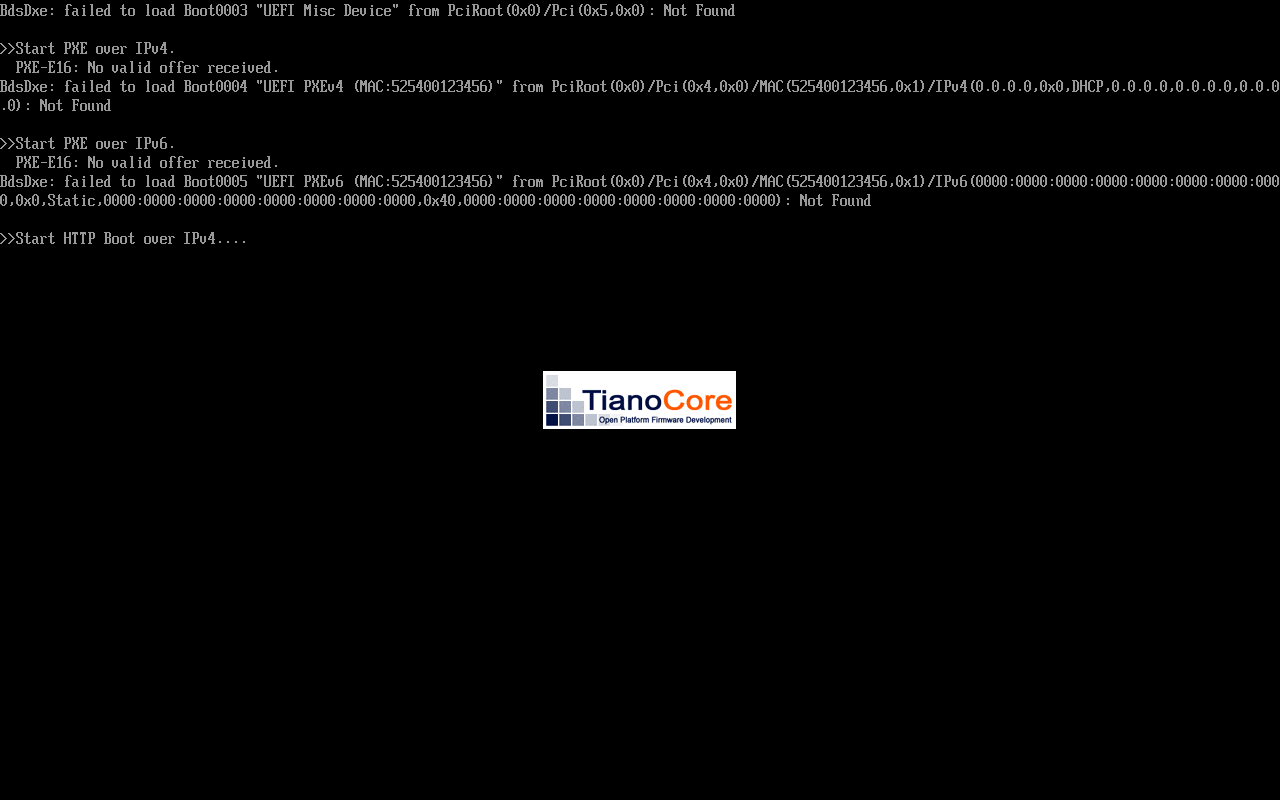 BdsDxe: failed to load Boot0003 "UEFI Misc Device" from PciRoot(0x0)/Pci(0x5,0x0): Not Found
>>Start PXE over IPv4.
PXE-E16: No valid offer received.
BdsDxe: failed to load Boot0004 "UEFI PXEv4 (MAC:525400123456)" from PciRoot(0x0)/Pci(0x4,0x0)/MAC(525400123456,0x1)/IPv4(0.0.0.0,0x0,DHCP,0.0.0.0,0.0.0.0,0.0.0
.0): Not Found
>>Start PXE over IPv6.
PXE-E16: No valid offer received.
BdsDxe: failed to load Boot0005 "UEFI PXEv6 (MAC:525400123456)" from PciRoot(0x0)/Pci(0x4,0x0)/MAC(525400123456,0x1)/IPv6(0000:0000:0000:0000:0000:0000:0000:000
0,0x0,Static,0000:0000:0000:0000:0000:0000:0000:0000,0x40,0000:0000:0000:0000:0000:0000:0000:0000): Not Found
>>Start HTTP Boot over IPv4....
TianoCore
Open Platform Firmware Development